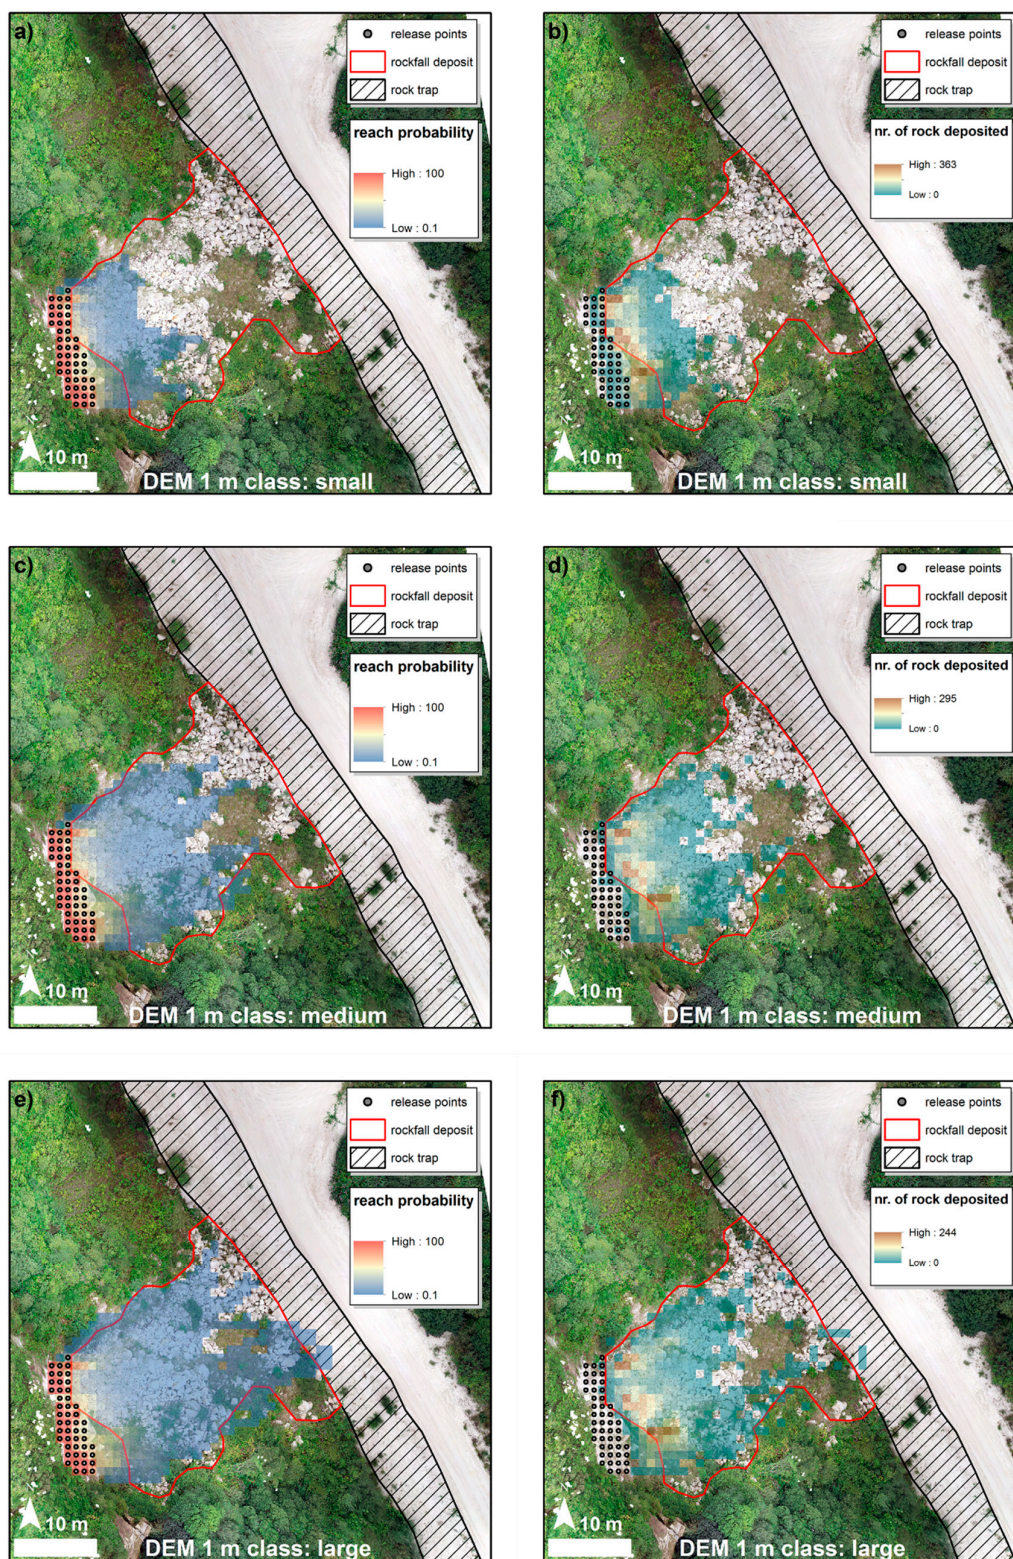 a)
release points
rockfall deposit
rock trap
reach probability
High : 100
Low : 0.1
10 m
DEM 1 m class: small
b)
release points
rockfall deposit
rock trap
nr. of rock deposited
High : 363
Low : 0
10 m
DEM 1 m class: small
c)
release points
rockfall deposit
rock trap
reach probability
High : 100
Low : 0.1
10 m
DEM 1 m class: medium
d)
release points
rockfall deposit
rock trap
nr. of rock deposited
High : 295
Low : 0
10 m
DEM 1 m class: medium
e)
release points
rockfall deposit
rock trap
reach probability
High : 100
Low : 0.1
10 m
DEM 1 m class: large
f)
release points
rockfall deposit
rock trap
nr. of rock deposited
High : 244
Low : 0
10 m
DEM 1 m class: large